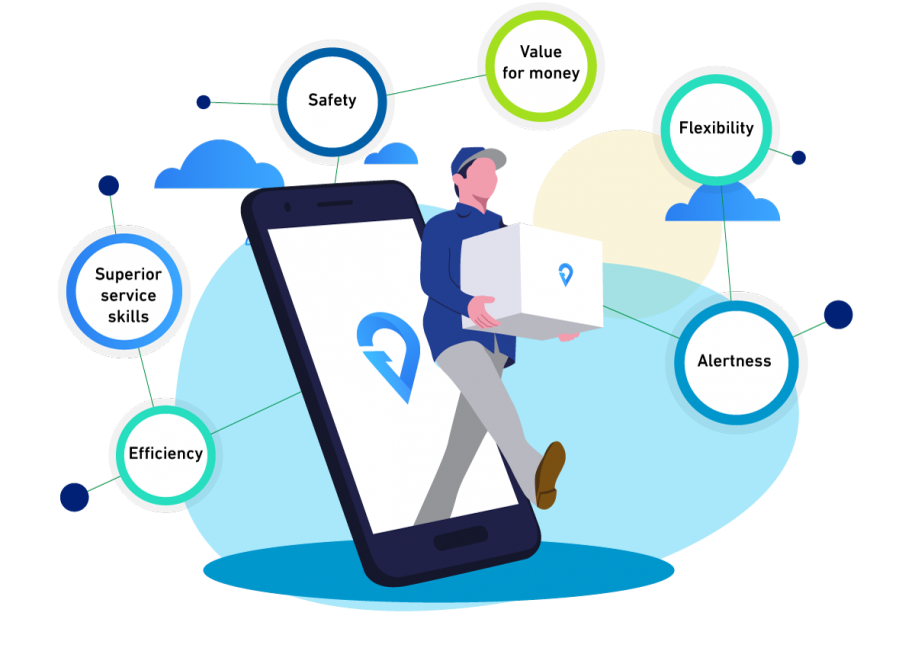 Value
for money
Safety
Flexibility
Superior
service
skills
Alertness
Efficiency